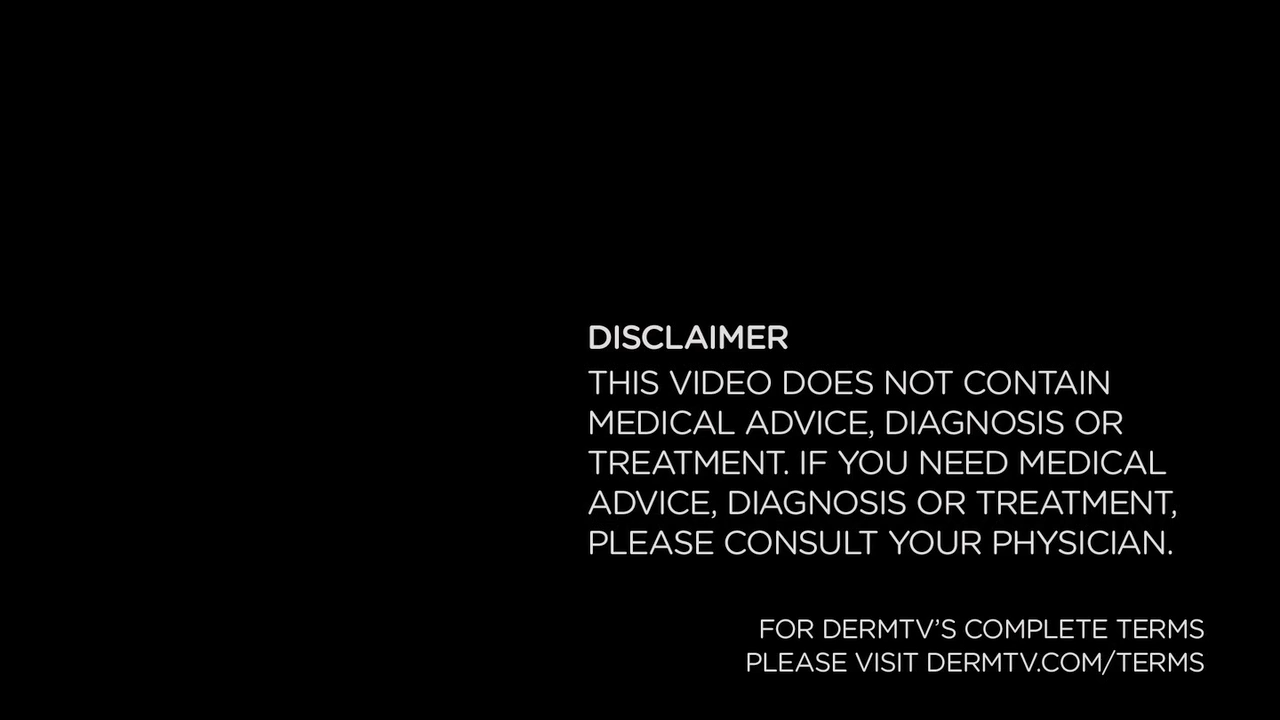 DISCLAIMER
THIS VIDEO DOES NOT CONTAIN
MEDICAL ADVICE, DIAGNOSIS OR
TREATMENT. IF YOU NEED MEDICAL
ADVICE, DIAGNOSIS OR TREATMENT,
PLEASE CONSULT YOUR PHYSICIAN.
FOR DERMTV’S COMPLETE TERMS
PLEASE VISIT DERMTV.COM/TERMS